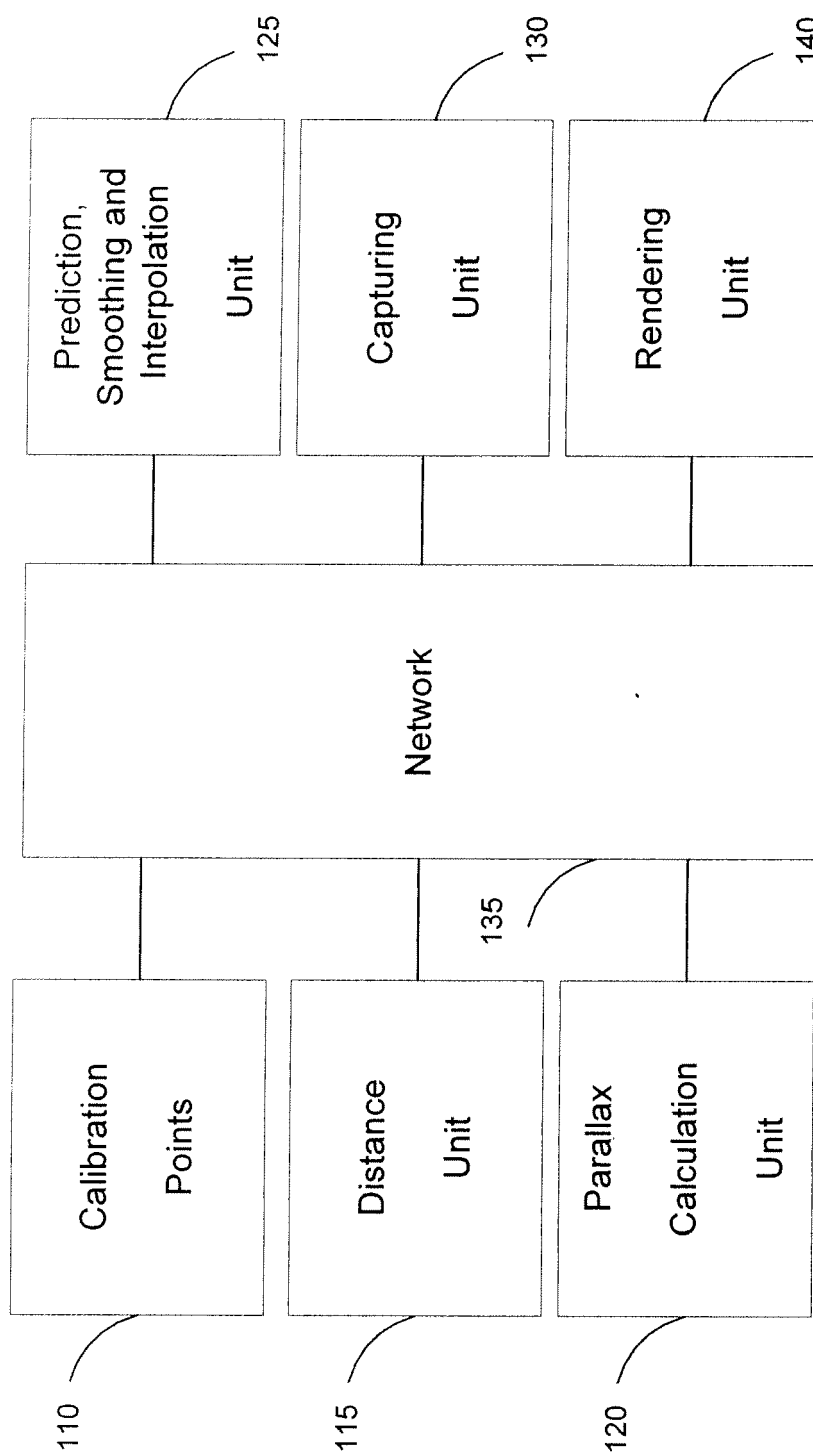 110
Calibration
Points
115
Distance
Unit
120
Parallax
Calculation
Unit
135
Network
Prediction,
Smoothing and
Interpolation
Unit
125
Capturing
Unit
130
Rendering
Unit
140